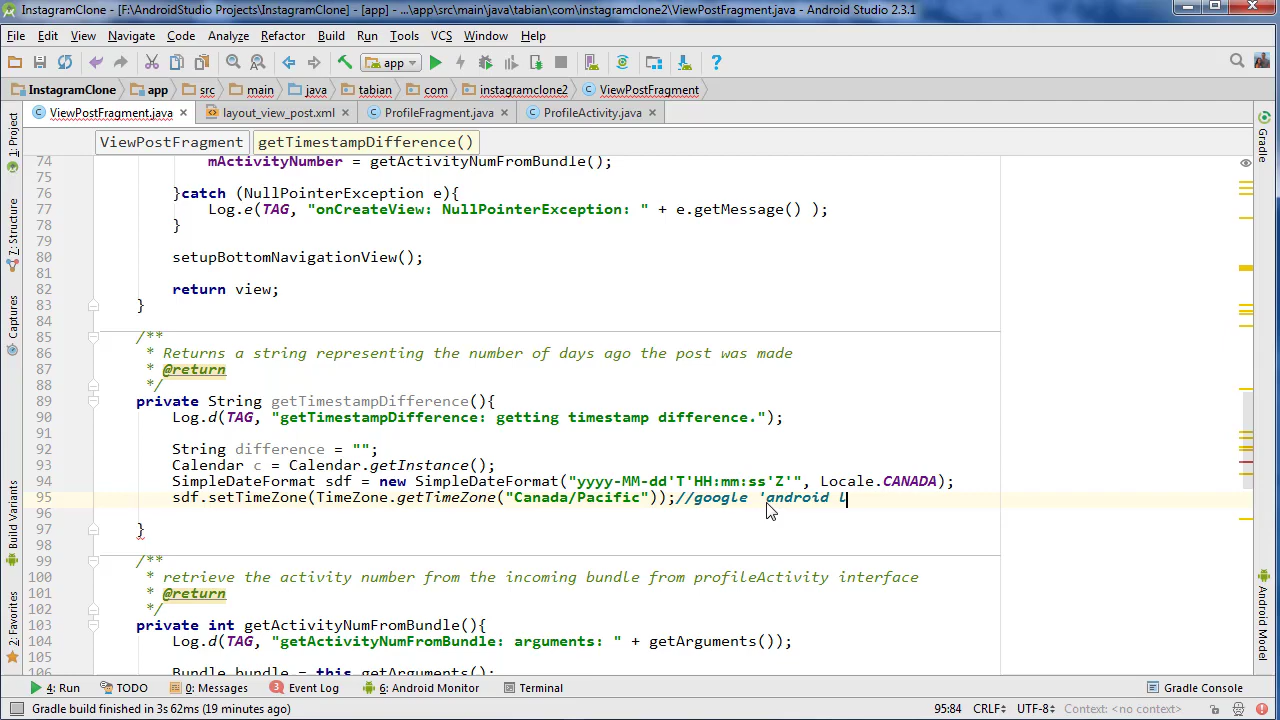 InstagramClone - [F:\AndroidStudio Projects\InstagramClone] - [app] - ...\app\src\main\java\tabian\com\instagramclone2\ViewPostFragment.java - Android Studio 2.3.1
File Edit View Navigate Code Analyze Refactor Build Run Tools VCS Window Help
app
InstagramClone app src main java tabian com instagramclone2 ViewPostFragment
ViewPostFragment.java layout_view_post.xml ProfileFragment.java ProfileActivity.java
ViewPostFragment getTimestampDifference()
74 mActivityNumber = getActivityNumFromBundle();
75
76 }catch (NullPointerException e){
77 Log.e(TAG, "onCreateView: NullPointerException: " + e.getMessage() );
78 }
79
80 setupBottomNavigationView();
81
82 return view;
83 }
84
85 /**
86 * Returns a string representing the number of days ago the post was made
87 * @return
88 */
89 private String getTimestampDifference(){
90 Log.d(TAG, "getTimestampDifference: getting timestamp difference.");
91
92 String difference = "";
93 Calendar c = Calendar.getInstance();
94 SimpleDateFormat sdf = new SimpleDateFormat("yyyy-MM-dd'T'HH:mm:ss'Z'", Locale.CANADA);
95 sdf.setTimeZone(TimeZone.getTimeZone("Canada/Pacific"));//google 'android l
96
97 }
98
99 /**
100 * retrieve the activity number from the incoming bundle from profileActivity interface
101 * @return
102 */
103 private int getActivityNumFromBundle(){
104 Log.d(TAG, "getActivityNumFromBundle: arguments: " + getArguments());
105
106 Bundle bundle = this.getArguments();
1: Project
7: Structure
Captures
Build Variants
2: Favorites
Gradle
Android Model
4: Run TODO 0: Messages 3 Event Log 6: Android Monitor Terminal Gradle Console
Gradle build finished in 3s 62ms (19 minutes ago) 95:84 CRLF÷ UTF-8÷ Context: <no context>